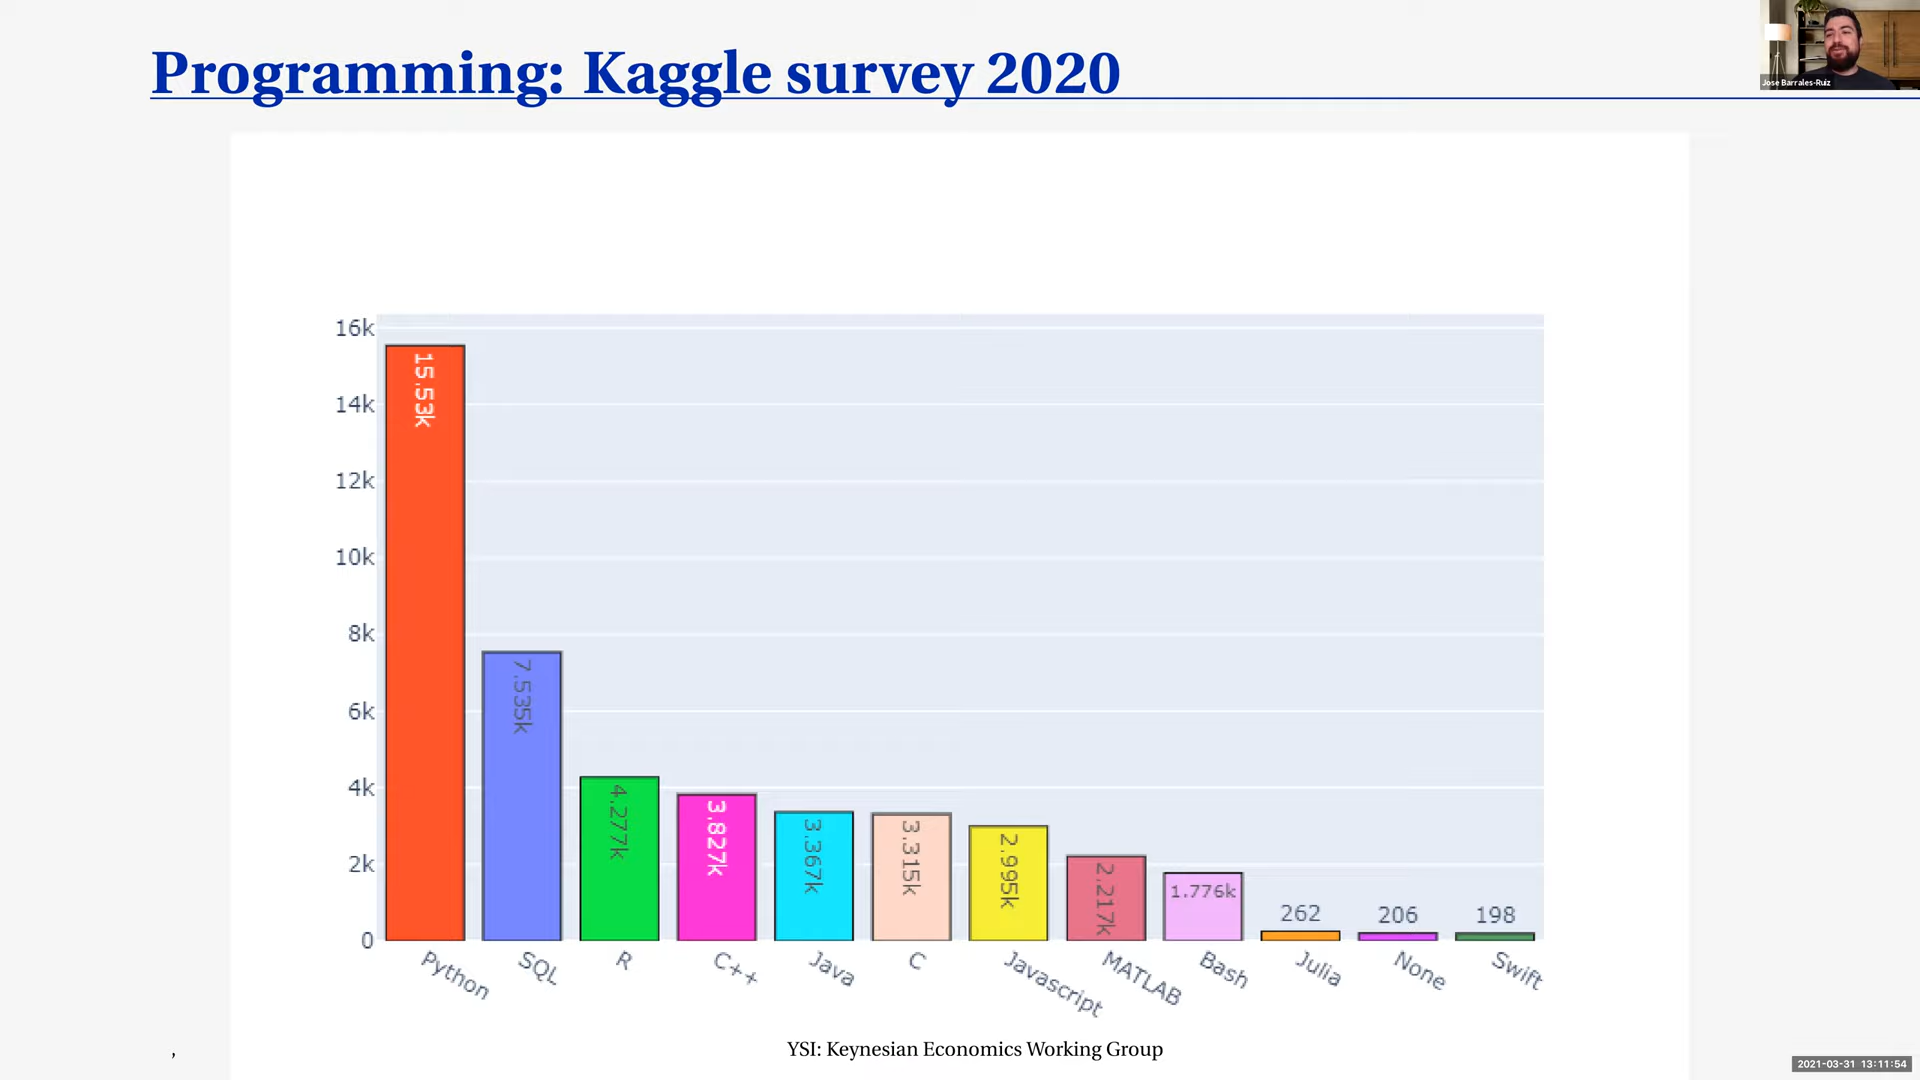 Programming: Kaggle survey 2020
Jose Barrales-Ruiz
16k
14k
12k
10k
8k
6k
4k
2k
0
15.53k
7.535k
4.277k
3.827k
3.367k
3.315k
2.995k
2.217k
1.776k
262
206
198
Python
SQL
R
C++
Java
C
Javascript
MATLAB
Bash
Julia
None
Swift
,
YSI: Keynesian Economics Working Group
2021-03-31 13:11:54